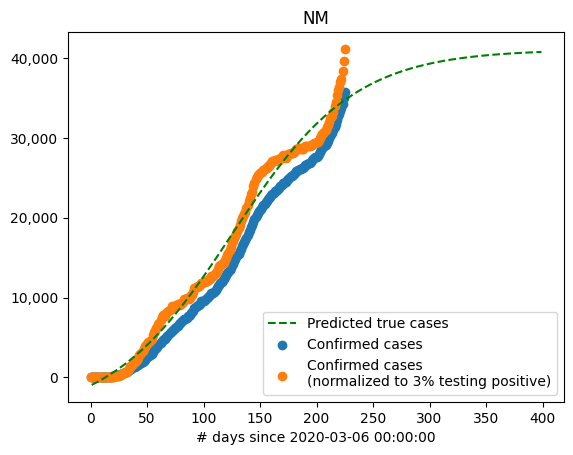 NM
40,000
30,000
20,000
10,000
0
Predicted true cases
Confirmed cases
Confirmed cases
(normalized to 3% testing positive)
0 50 100 150 200 250 300 350 400
# days since 2020-03-06 00:00:00